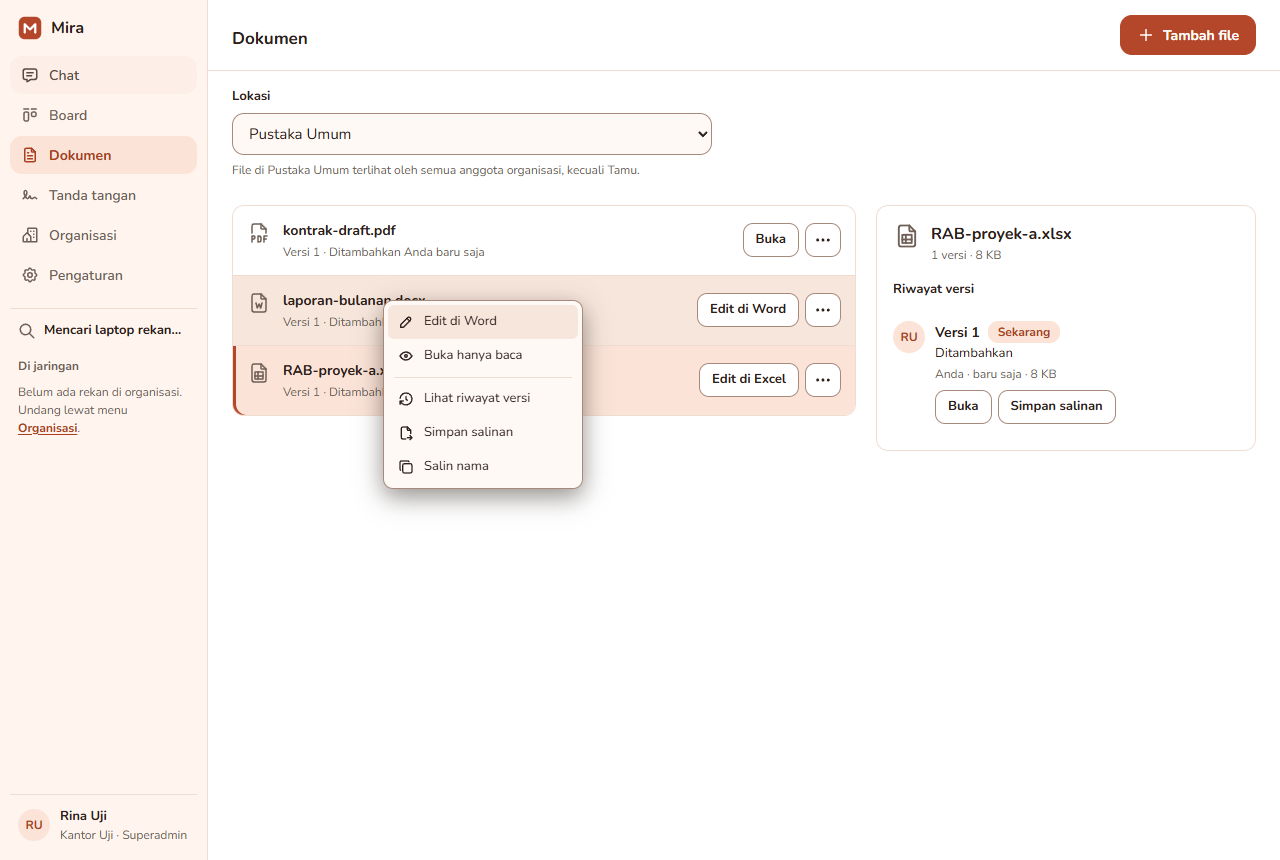 Mira
Chat
Board
Dokumen
Tanda tangan
Organisasi
Pengaturan
Mencari laptop rekan...
Di jaringan
Belum ada rekan di organisasi.
Undang lewat menu
Organisasi.
RU
Rina Uji
Kantor Uji · Superadmin
Dokumen
Tambah file
Lokasi
Pustaka Umum
File di Pustaka Umum terlihat oleh semua anggota organisasi, kecuali Tamu.
PDF
kontrak-draft.pdf
Versi 1 · Ditambahkan Anda baru saja
Buka
laporan-bulanan.docx
Versi 1 ·
Edit di Word
RAB-proyek-a.
Versi 1 ·
Edit di Excel
Edit di Word
Buka hanya baca
Lihat riwayat versi
Simpan salinan
Salin nama
RAB-proyek-a.xlsx
1 versi · 8 KB
Riwayat versi
RU
Versi 1 Sekarang
Ditambahkan
Anda · baru saja · 8 KB
Buka
Simpan salinan